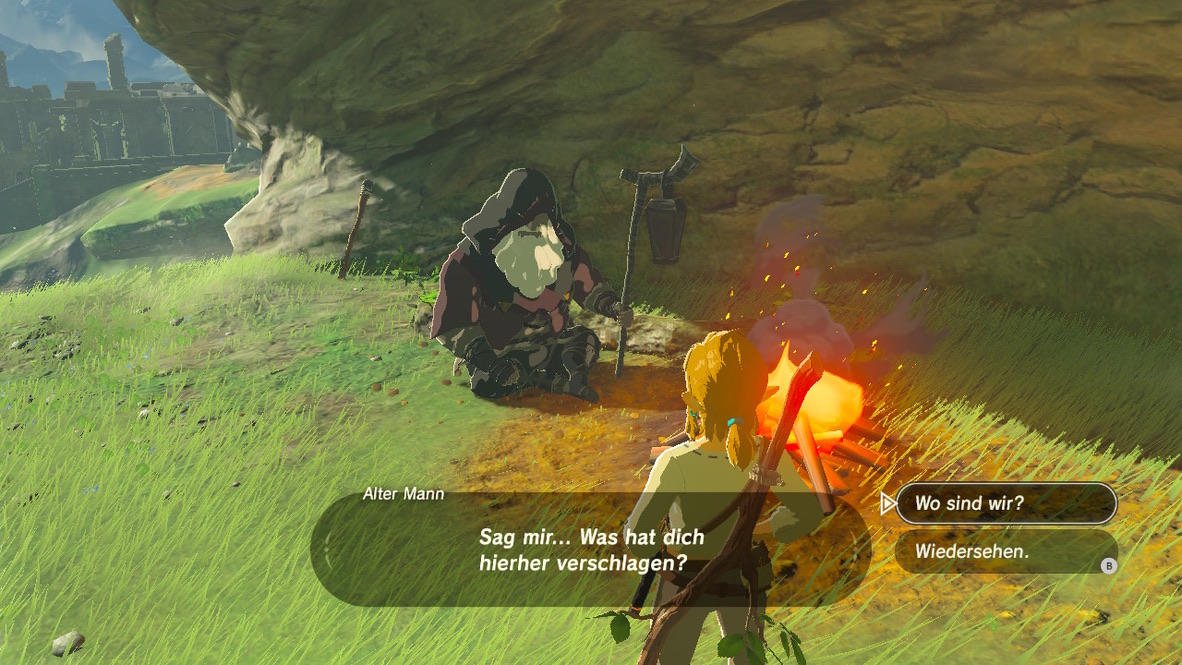 Alter Mann
Sag mir... Was hat dich
hierher verschlagen?
Wo sind wir?
Wiedersehen.
B